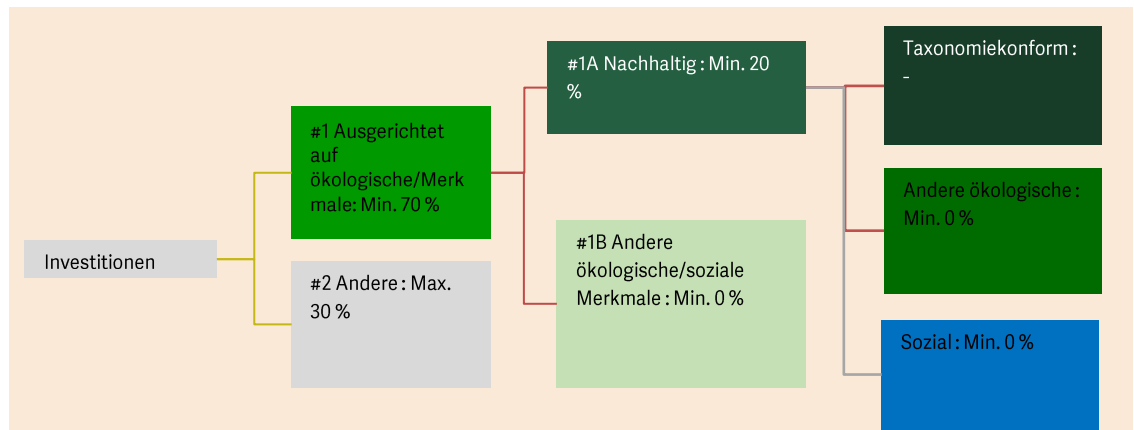 Investitionen
#1 Ausgerichtet
auf
ökologische/Merk
male: Min. 70 %
#2 Andere : Max.
30 %
#1A Nachhaltig : Min. 20
%
#1B Andere
ökologische/soziale
Merkmale : Min. 0 %
Taxonomiekonform :
-
Andere ökologische :
Min. 0 %
Sozial : Min. 0 %